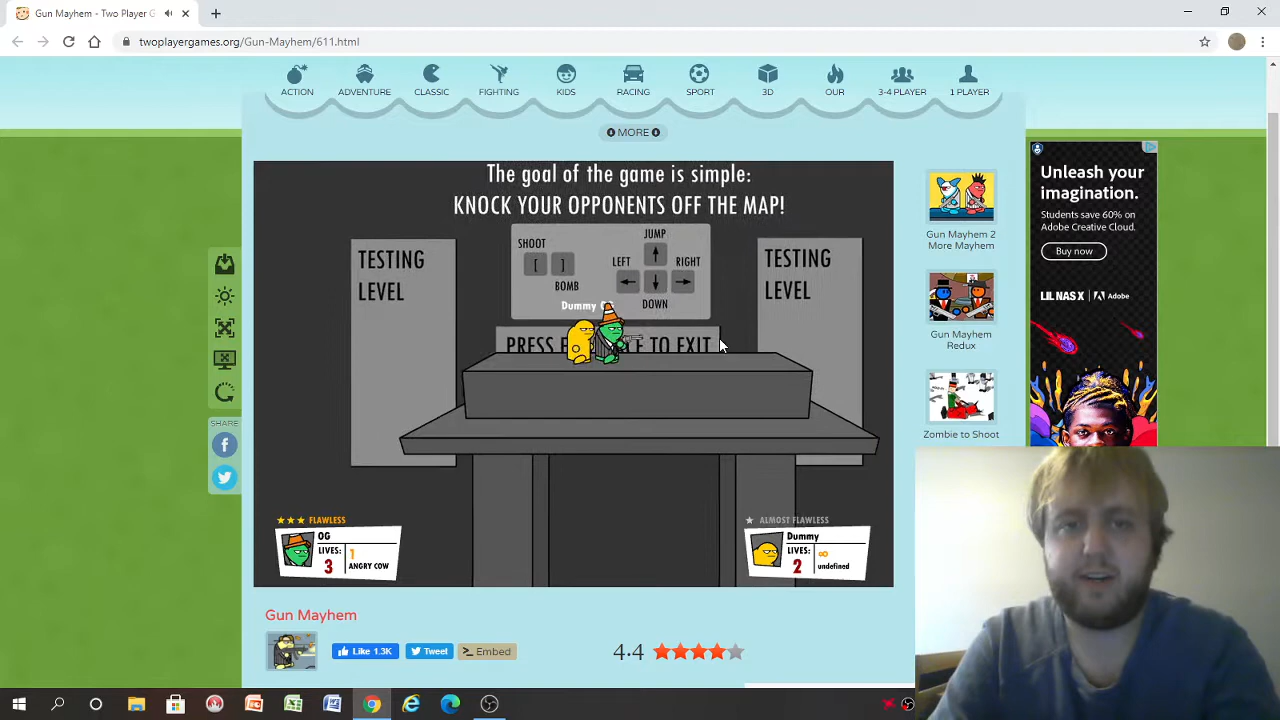 Gun Mayhem - Two Player G
twoplayergames.org/Gun-Mayhem/611.html
ACTION ADVENTURE CLASSIC FIGHTING KIDS RACING SPORT 3D OUR 3-4 PLAYER 1 PLAYER
MORE
The goal of the game is simple:
KNOCK YOUR OPPONENTS OFF THE MAP!
TESTING
LEVEL
SHOOT
[ ]
BOMB
JUMP
LEFT
RIGHT
DOWN
TESTING
LEVEL
Dummy
PRESS E
E TO EXIT
FLAWLESS
OG
LIVES:
3
1
ANGRY COW
ALMOST FLAWLESS
Dummy
LIVES:
2
∞
undefined
Gun Mayhem
Like 1.3K
Tweet
Embed
4.4
SHARE
Gun Mayhem 2
More Mayhem
Gun Mayhem
Redux
Zombie to Shoot
Unleash your
imagination.
Students save 60% on
Adobe Creative Cloud.
Buy now
LIL NAS X
Adobe